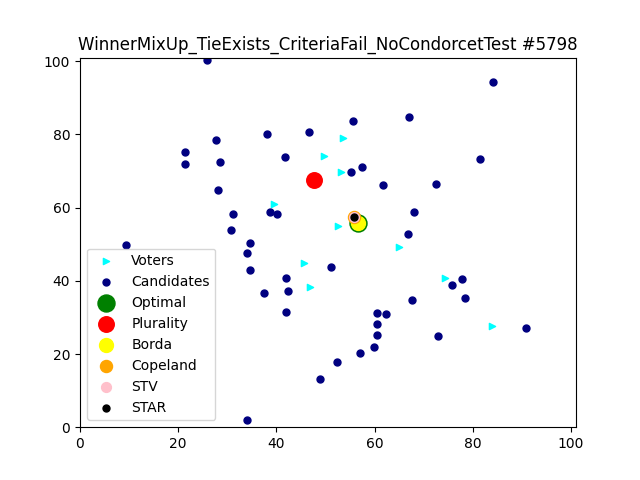 WinnerMixUp_TieExists_CriteriaFail_NoCondorcetTest #5798
100
80
60
40
20
0
Voters
Candidates
Optimal
Plurality
Borda
Copeland
STV
STAR
0 20 40 60 80 100